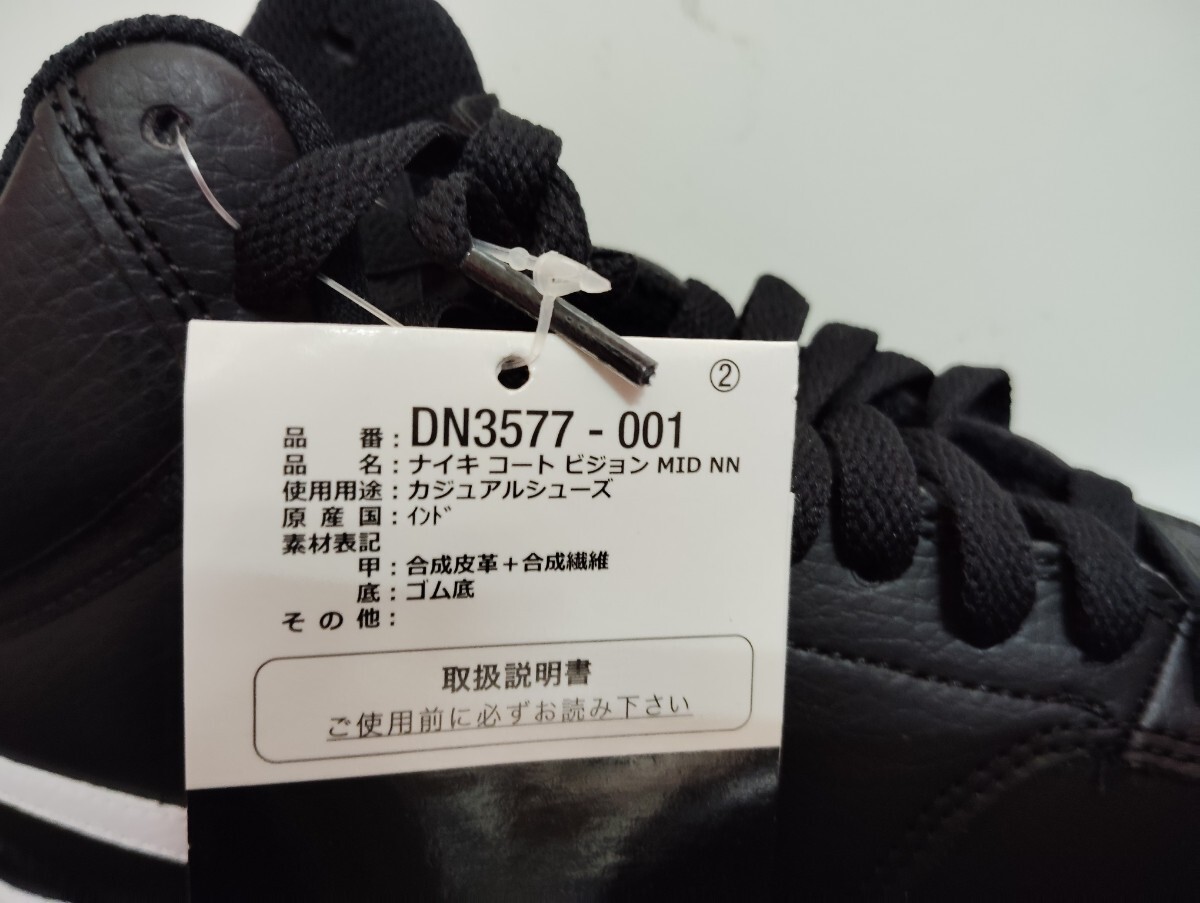 ②
品 番 : DN3577 - 001
品 名 : ナイキ コート ビジョン MID NN
使用用途 : カジュアルシューズ
原 産 国 : ｲﾝﾄﾞ
素材表記
甲 : 合成皮革＋合成繊維
底 : ゴム底
そ の 他 :
取扱説明書
ご使用前に必ずお読み下さい